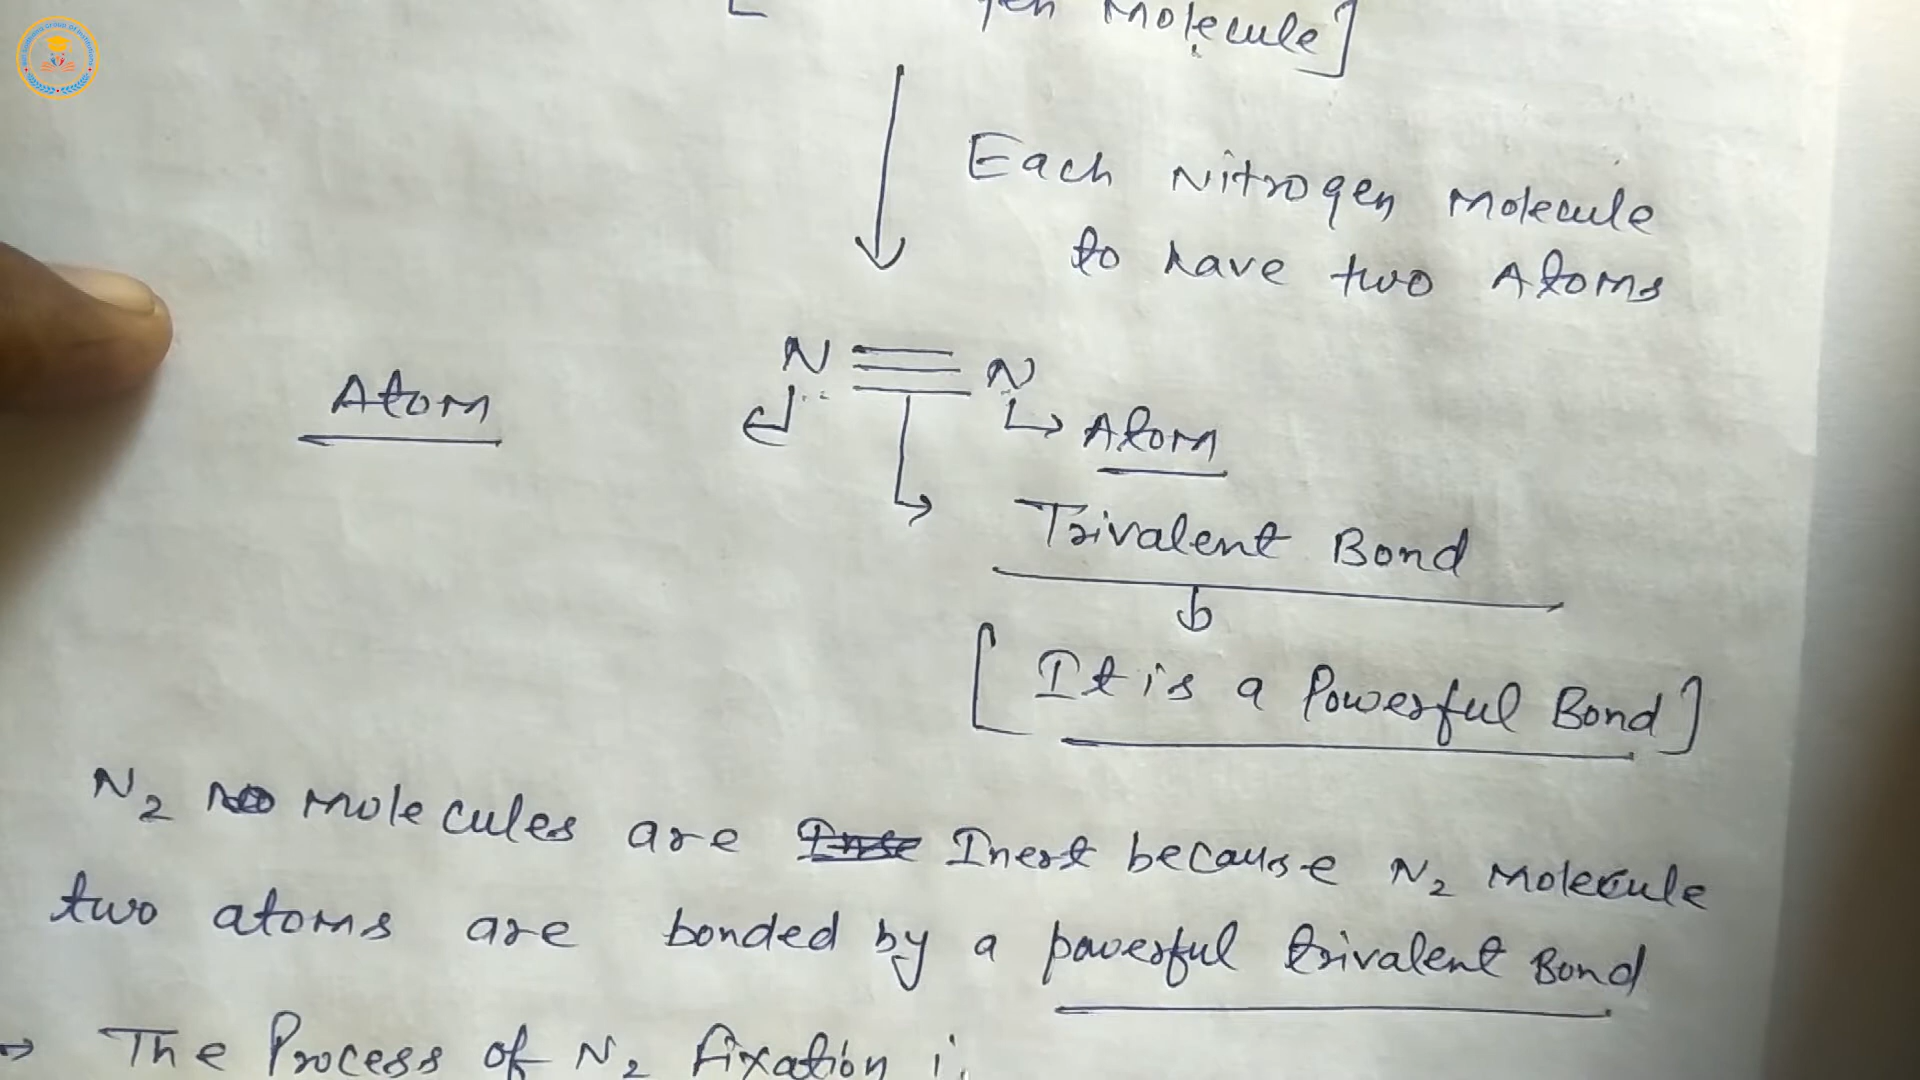 Molecule]
Each Nitrogen Molecule
to have two Atoms
N ≡ N
Atom
Atom
Trivalent Bond
[It is a Powerful Bond]
N2 molecules are Inert because N2 Molecule
two atoms are bonded by a powerful trivalent Bond
→ The Process of N2 fixation